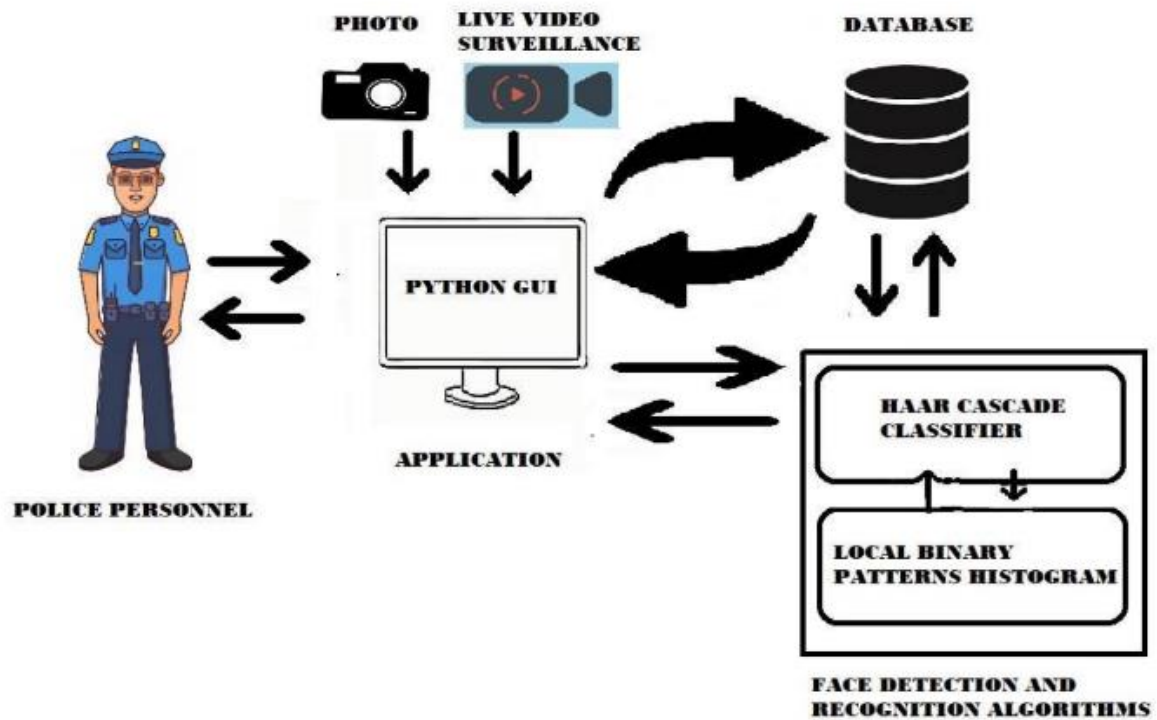 PHOTO
LIVE VIDEO
SURVEILLANCE
DATABASE
PYTHON GUI
HAAR CASCADE
CLASSIFIER
APPLICATION
POLICE PERSONNEL
LOCAL BINARY
PATTERNS HISTOGRAM
FACE DETECTION AND
RECOGNITION ALGORITHMS